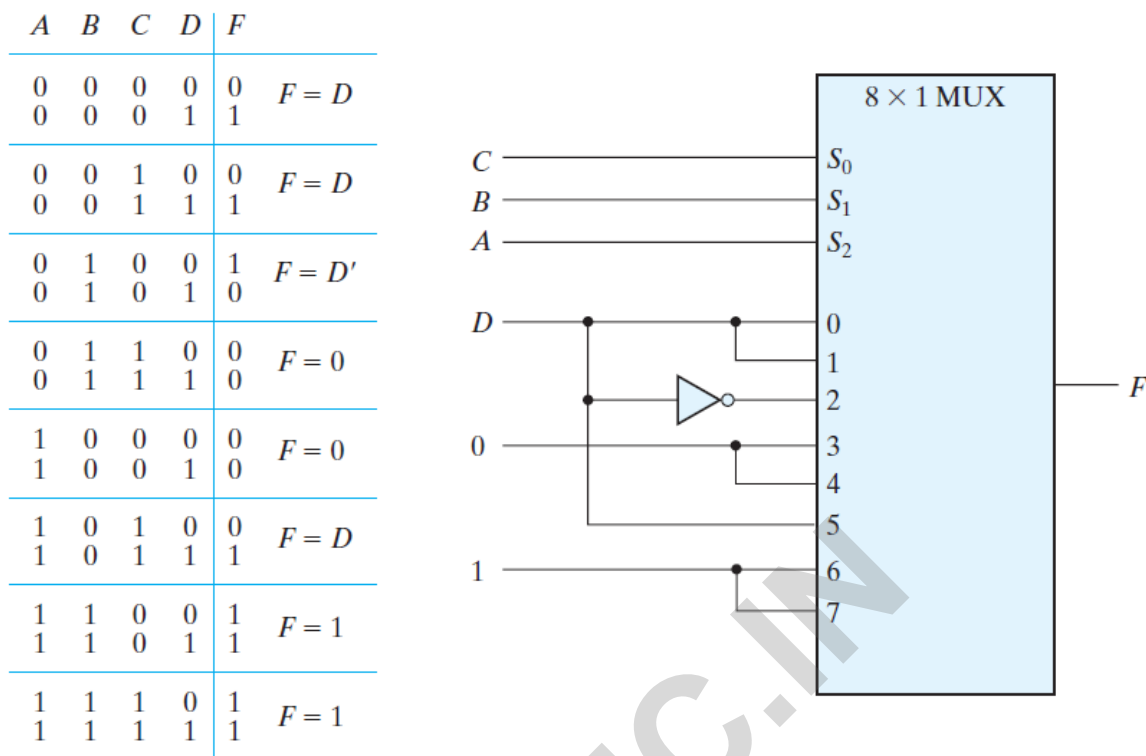 A B C D F
0 0 0 0 0
F = D
0 0 0 1 1
0 0 1 0 0
F = D
0 0 1 1 1
0 1 0 0 1
F = D′
0 1 0 1 0
0 1 1 0 0
F = 0
0 1 1 1 0
1 0 0 0 0
F = 0
1 0 0 1 0
1 0 1 0 0
F = D
1 0 1 1 1
1 1 0 0 1
F = 1
1 1 0 1 1
1 1 1 0 1
F = 1
1 1 1 1 1
8 × 1 MUX
C S₀
B S₁
A S₂
D 0
1
2
0 3
4
5
1 6
7
F
C.IN